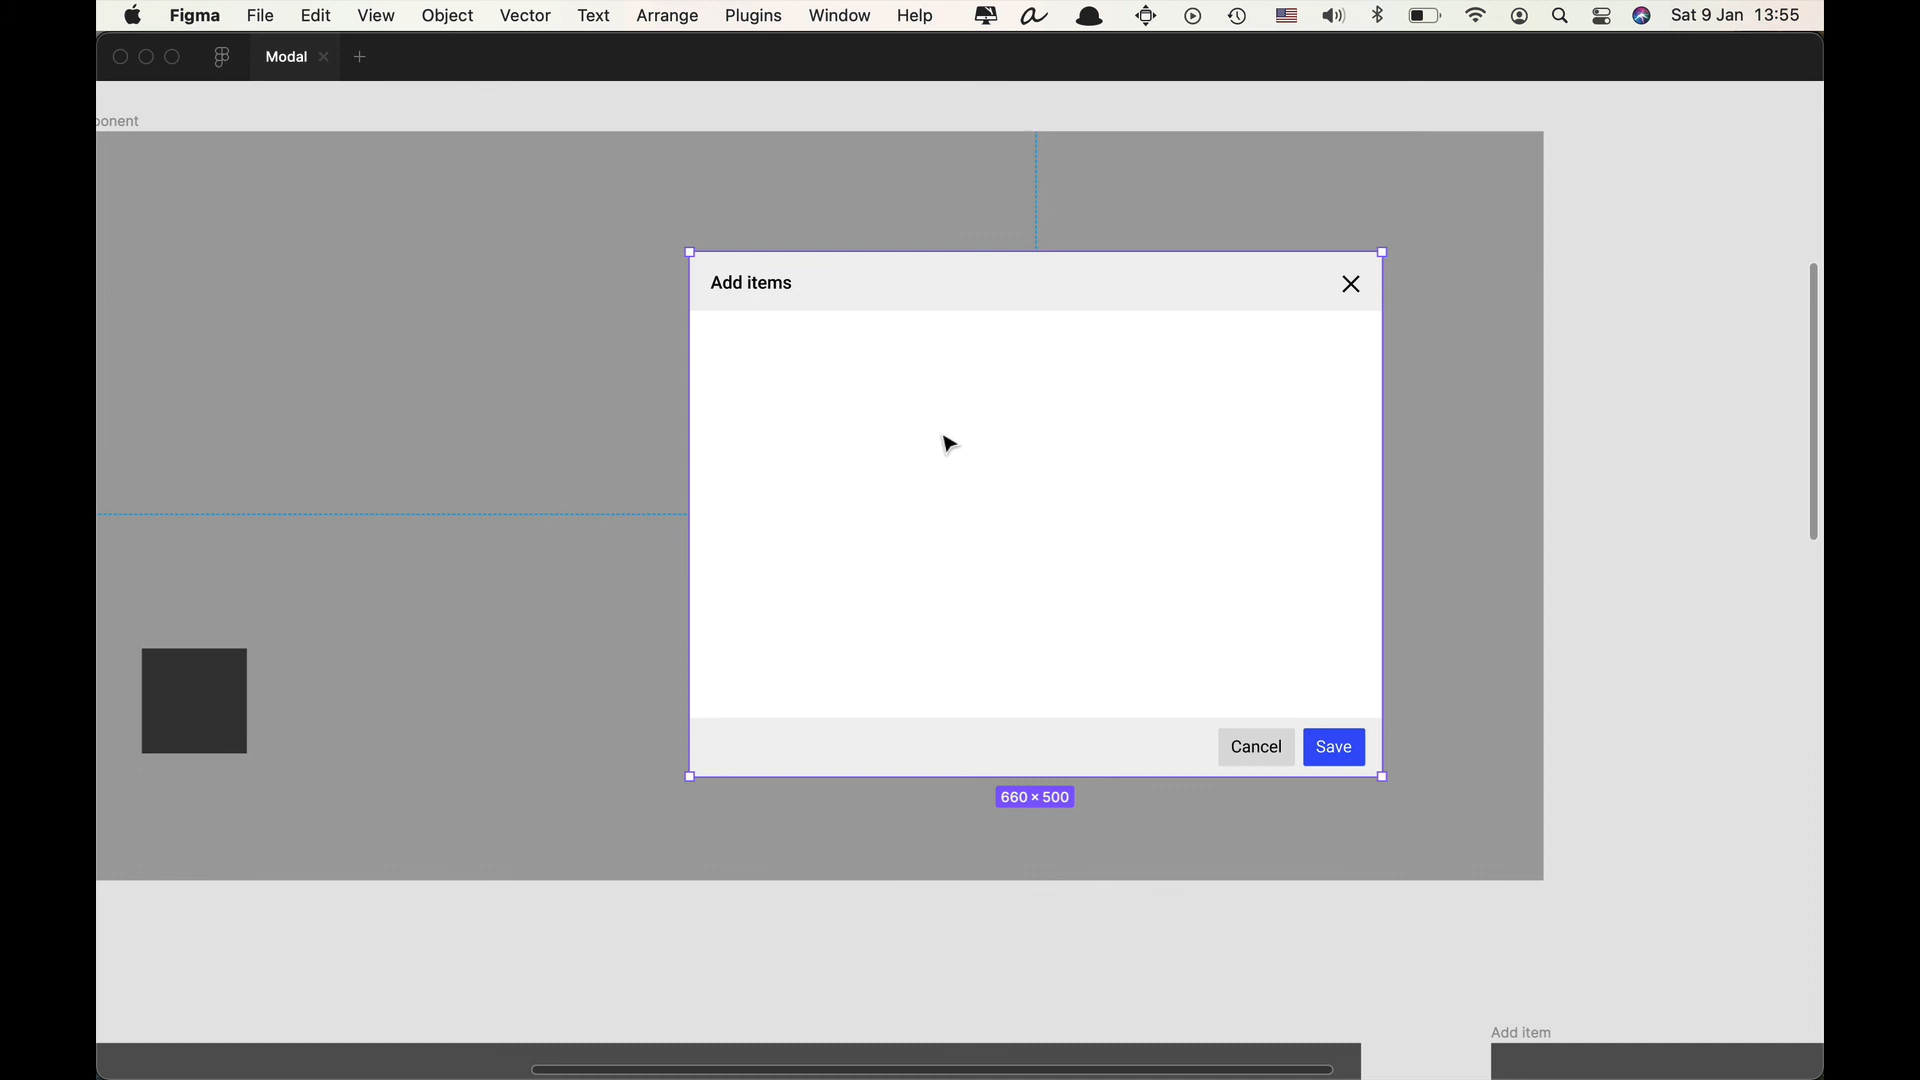 Figma File Edit View Object Vector Text Arrange Plugins Window Help Sat 9 Jan 13:55
Modal
ponent
Add items
Cancel Save
660 × 500
Add item